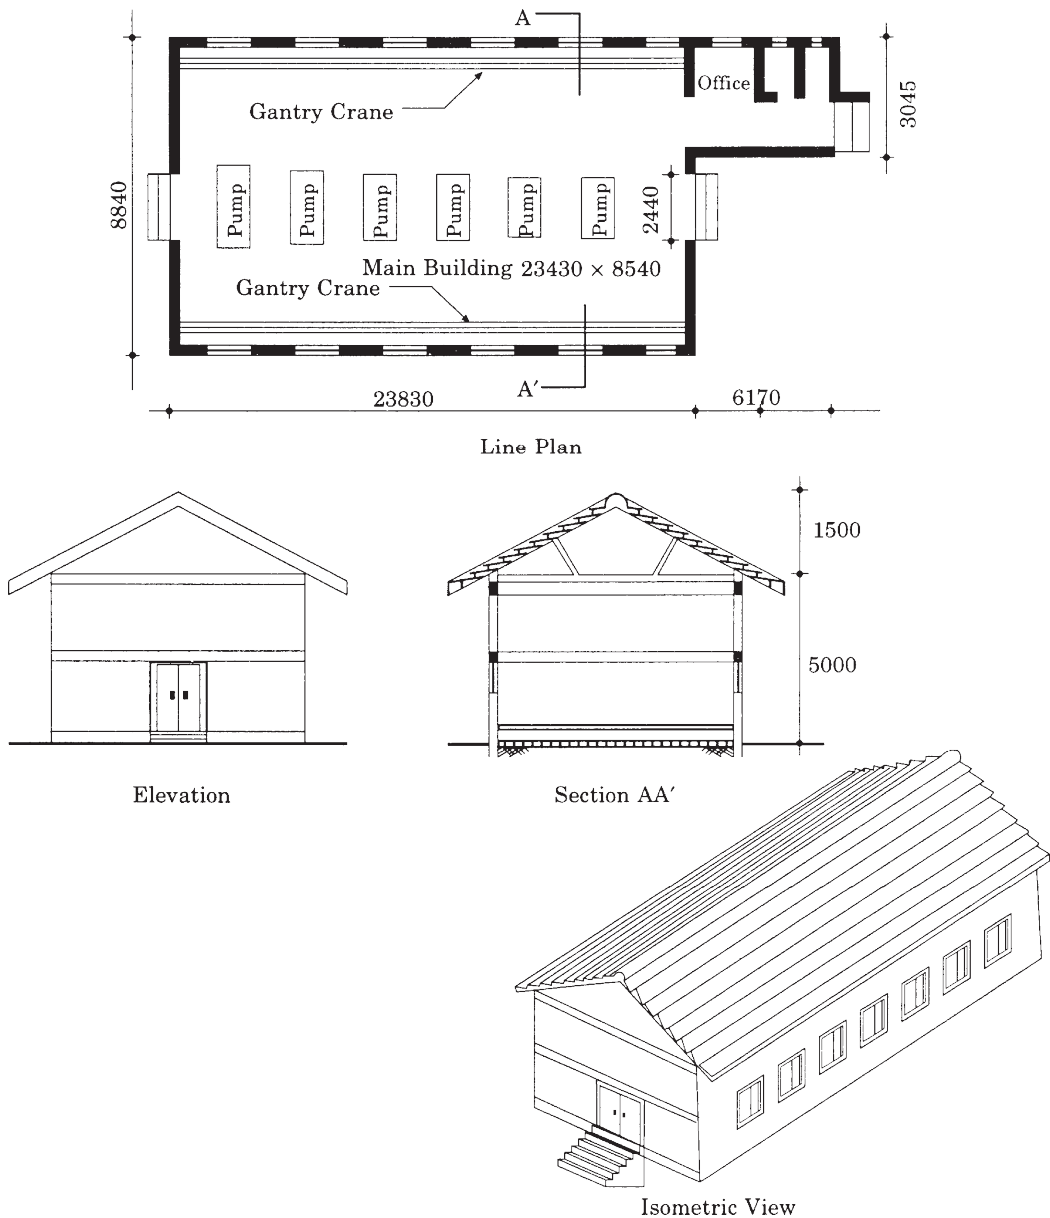 A
Office
3045
Gantry Crane
8840
Pump
Pump
Pump
Pump
Pump
Pump
2440
Main Building 23430 × 8540
Gantry Crane
A′
23830
6170
Line Plan
1500
5000
Elevation
Section AA′
Isometric View